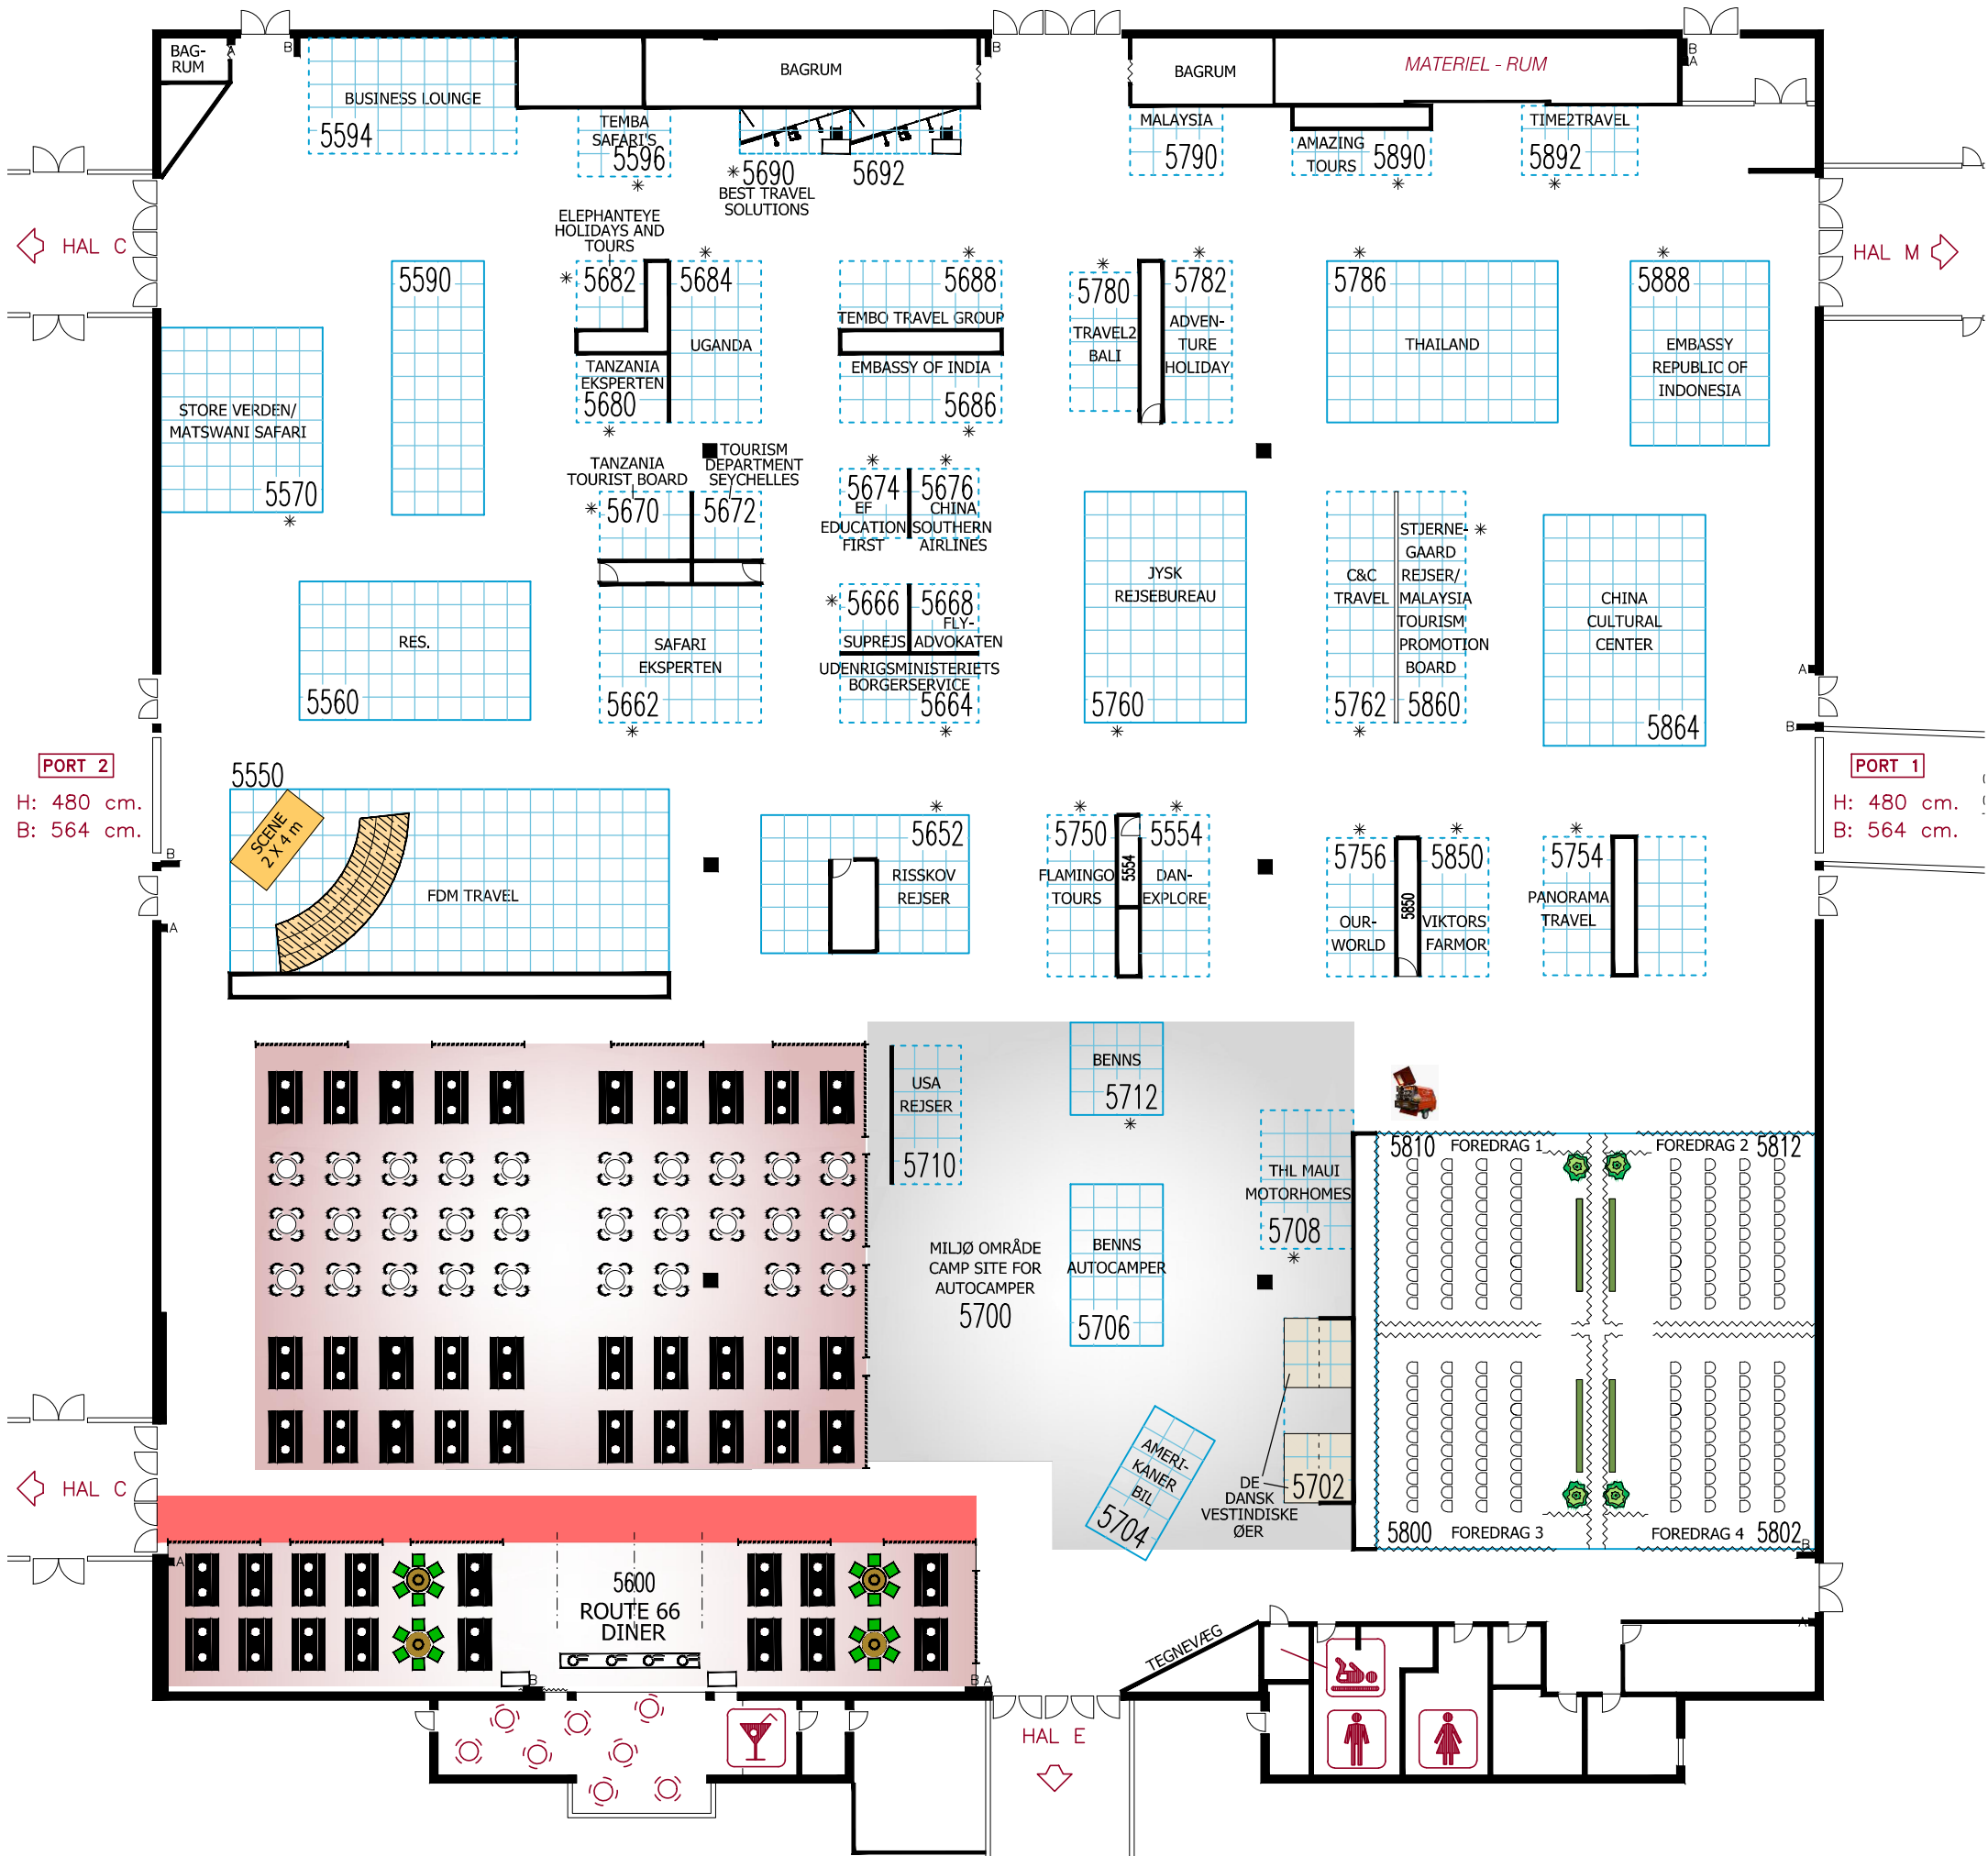 BAG-
RUM
A
B
BUSINESS LOUNGE
5594
BAGRUM
B
TEMBA
SAFARI'S
5596
*
*5690
BEST TRAVEL
SOLUTIONS
5692
BAGRUM
MATERIEL - RUM
B
A
MALAYSIA
5790
AMAZING
TOURS
5890
*
TIME2TRAVEL
5892
*
HAL C
HAL M
5590
ELEPHANTEYE
HOLIDAYS AND
TOURS
*
5682
*
5684
UGANDA
TANZANIA
EKSPERTEN
5680
*
*
5688
TEMBO TRAVEL GROUP
EMBASSY OF INDIA
5686
*
*
5780
TRAVEL2
BALI
*
5782
ADVEN-
TURE
HOLIDAY
*
5786
THAILAND
*
5888
EMBASSY
REPUBLIC OF
INDONESIA
STORE VERDEN/
MATSWANI SAFARI
5570
*
TANZANIA
TOURIST BOARD
*
5670
TOURISM
DEPARTMENT
SEYCHELLES
5672
*
5674
EF
EDUCATION
FIRST
*
5676
CHINA
SOUTHERN
AIRLINES
JYSK
REJSEBUREAU
5760
*
C&C
TRAVEL
5762
*
STJERNE- *
GAARD
REJSER/
MALAYSIA
TOURISM
PROMOTION
BOARD
5860
CHINA
CULTURAL
CENTER
5864
RES.
5560
SAFARI
EKSPERTEN
5662
*
*
5666
SUPREJS
5668
FLY-
ADVOKATEN
UDENRIGSMINISTERIETS
BORGERSERVICE
5664
*
A
B
PORT 2
H: 480 cm.
B: 564 cm.
PORT 1
H: 480 cm.
B: 564 cm.
B
A
5550
SCENE
2 X 4 m
FDM TRAVEL
*
5652
RISSKOV
REJSER
*
5750
FLAMINGO
TOURS
5554
*
5554
DAN-
EXPLORE
*
5756
OUR-
WORLD
5850
*
5850
VIKTORS
FARMOR
*
5754
PANORAMA
TRAVEL
USA
REJSER
5710
BENNS
5712
*
THL MAUI
MOTORHOMES
5708
*
MILJØ OMRÅDE
CAMP SITE FOR
AUTOCAMPER
5700
BENNS
AUTOCAMPER
5706
5810
FOREDRAG 1
FOREDRAG 2
5812
AMERI-
KANER
BIL
5704
DE
DANSK
VESTINDISKE
ØER
5702
5800
FOREDRAG 3
FOREDRAG 4
5802
B
A
HAL C
A
5600
ROUTE 66
DINER
B
B A
TEGNEVÆG
HAL E